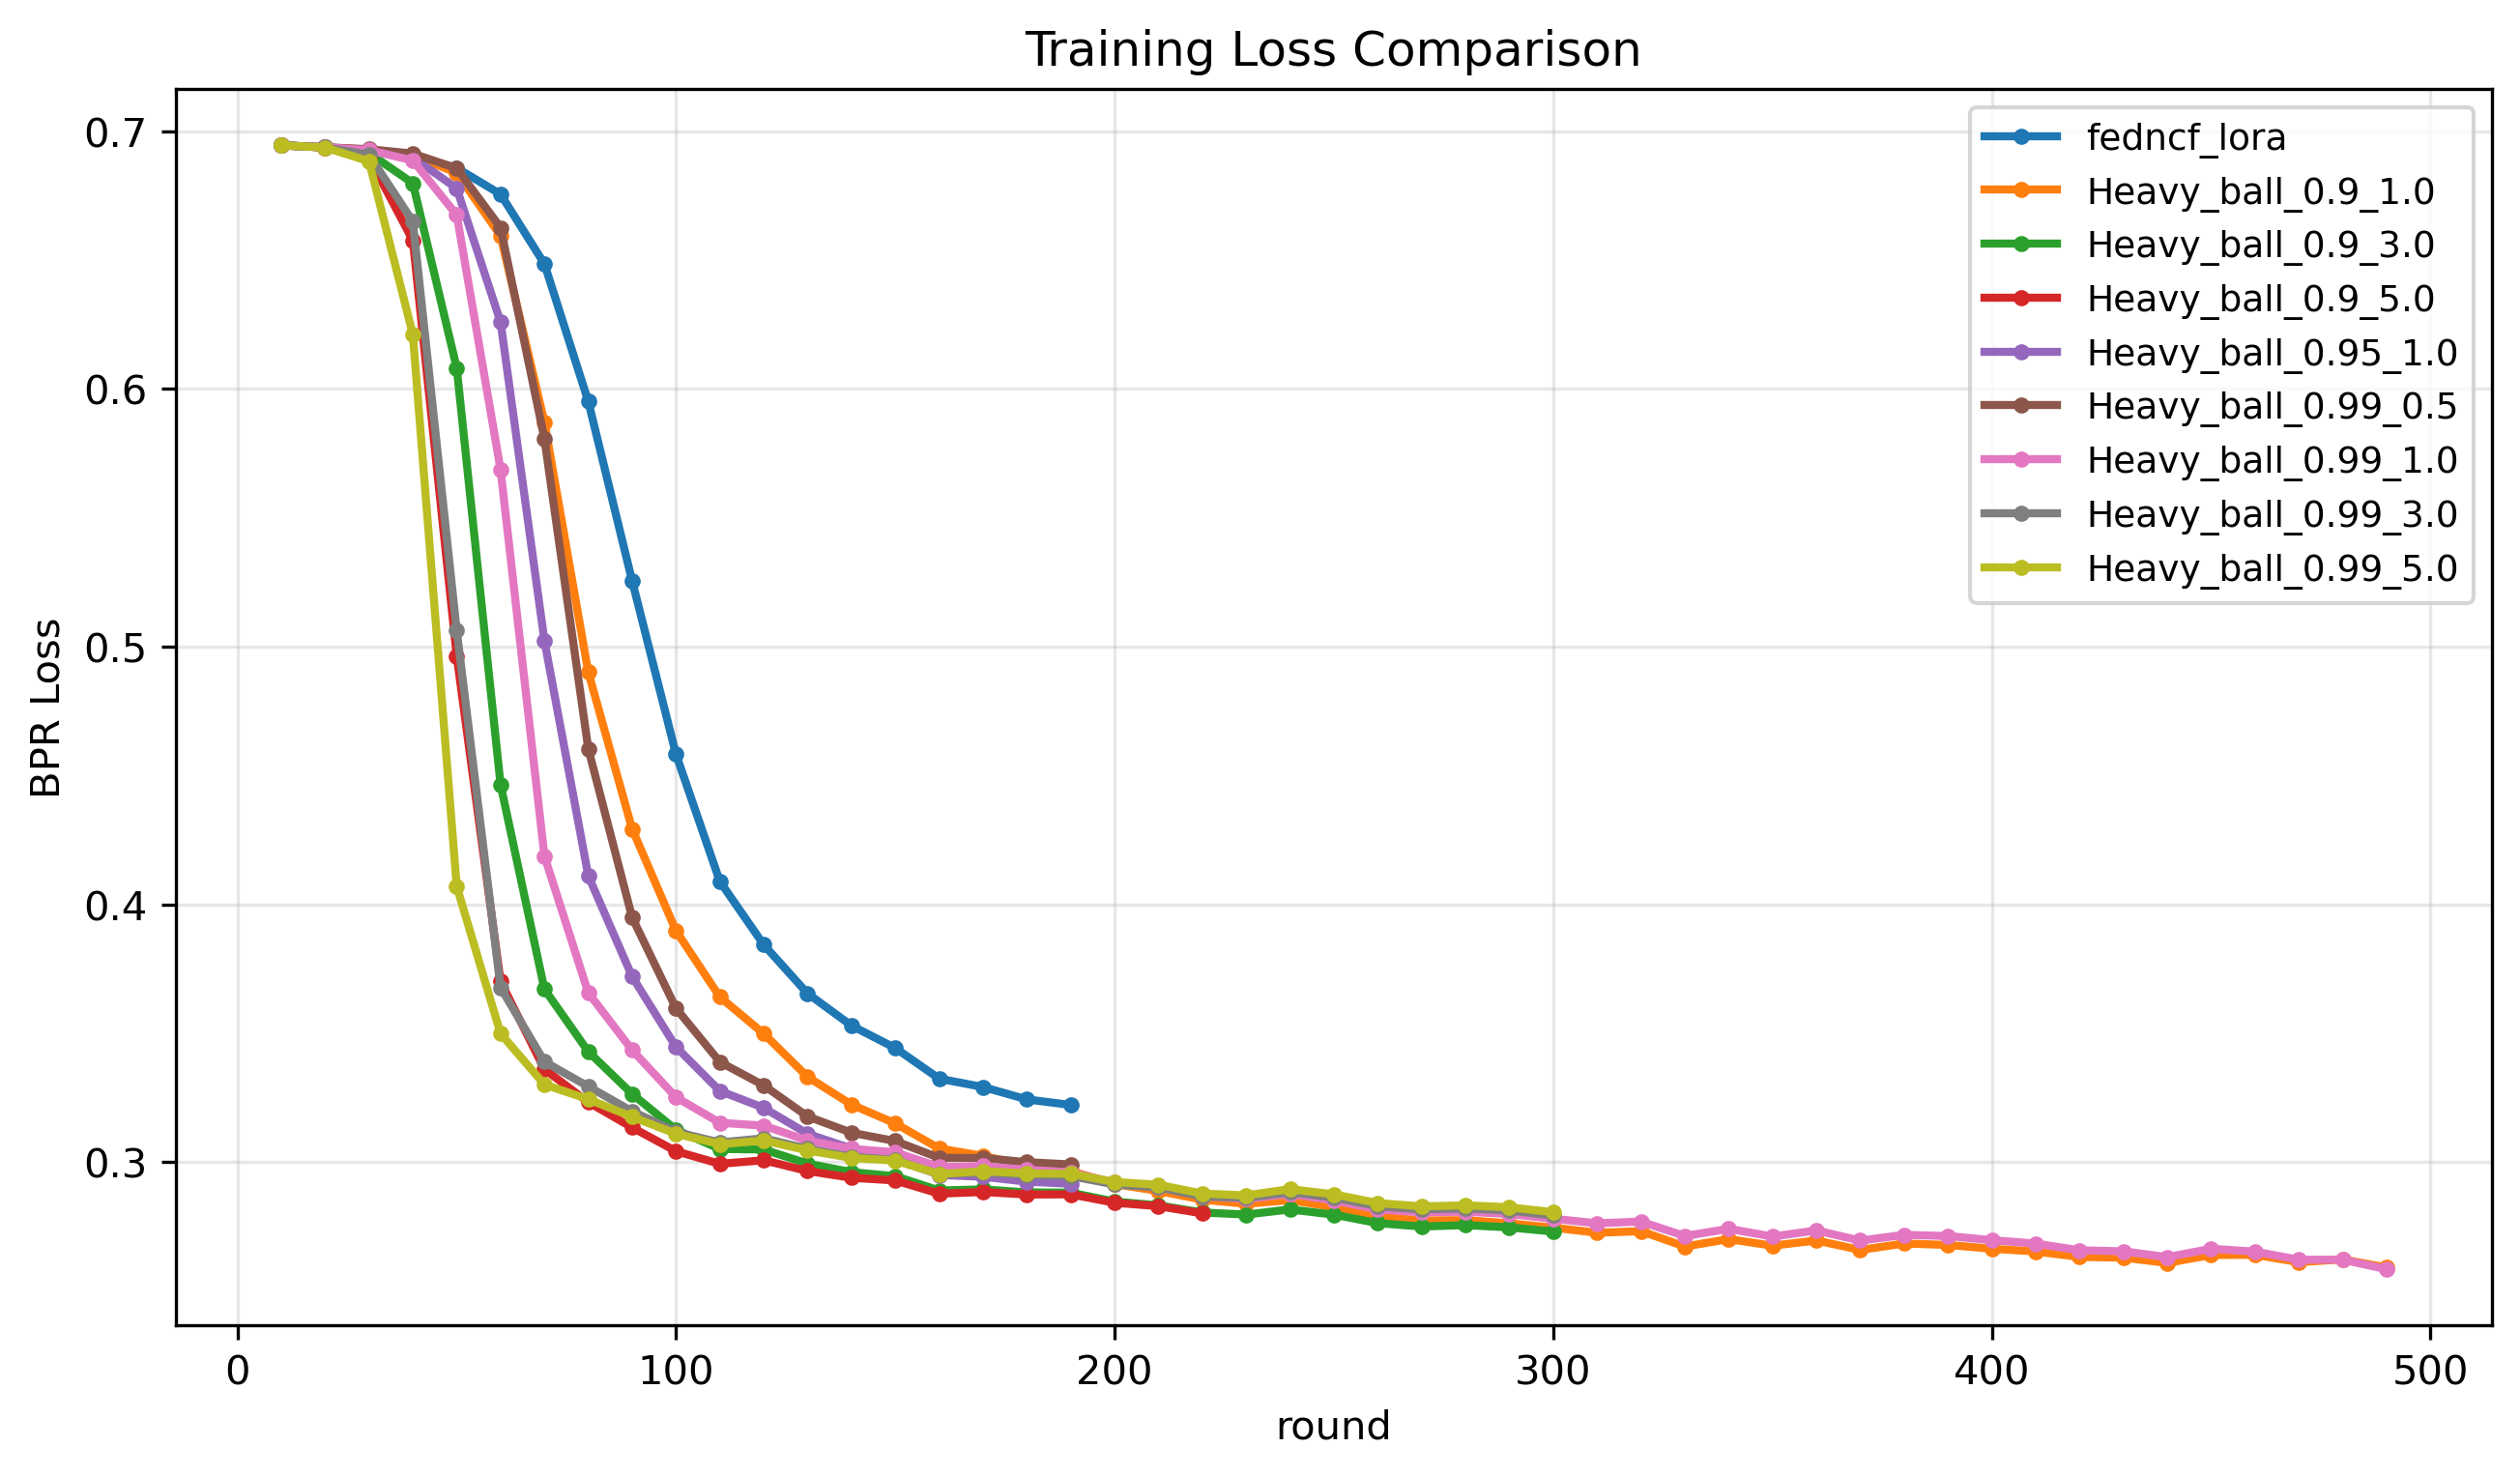 Training Loss Comparison
BPR Loss
0.7
0.6
0.5
0.4
0.3
0
100
200
300
400
500
round
fedncf_lora
Heavy_ball_0.9_1.0
Heavy_ball_0.9_3.0
Heavy_ball_0.9_5.0
Heavy_ball_0.95_1.0
Heavy_ball_0.99_0.5
Heavy_ball_0.99_1.0
Heavy_ball_0.99_3.0
Heavy_ball_0.99_5.0